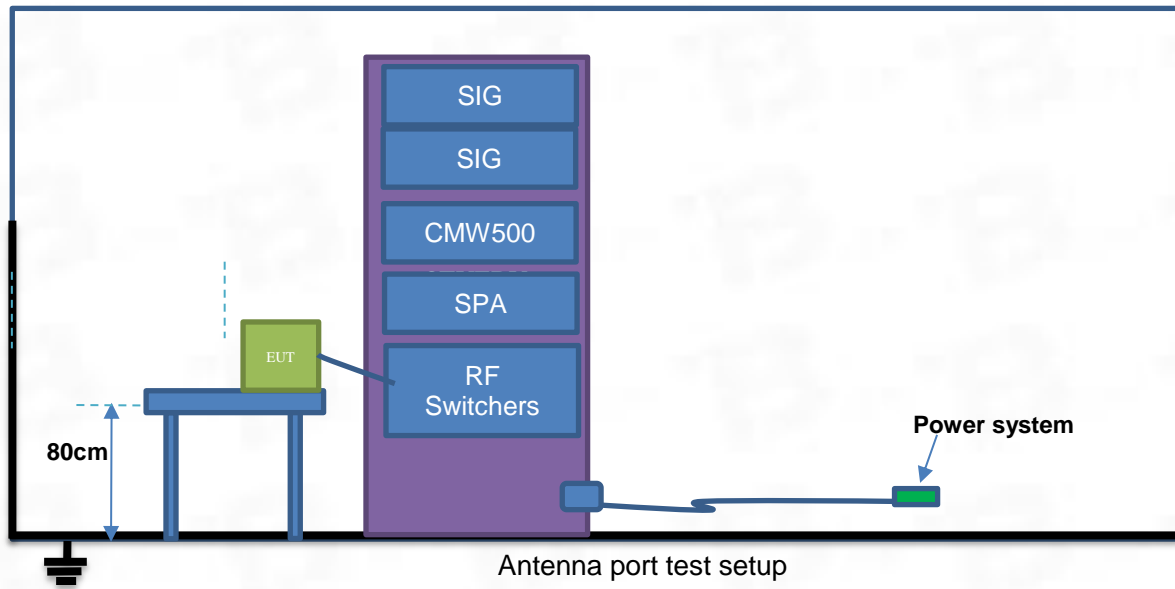 SIG
SIG
CMW500
SPA
EUT
RF
Switchers
80cm
Power system
Antenna port test setup